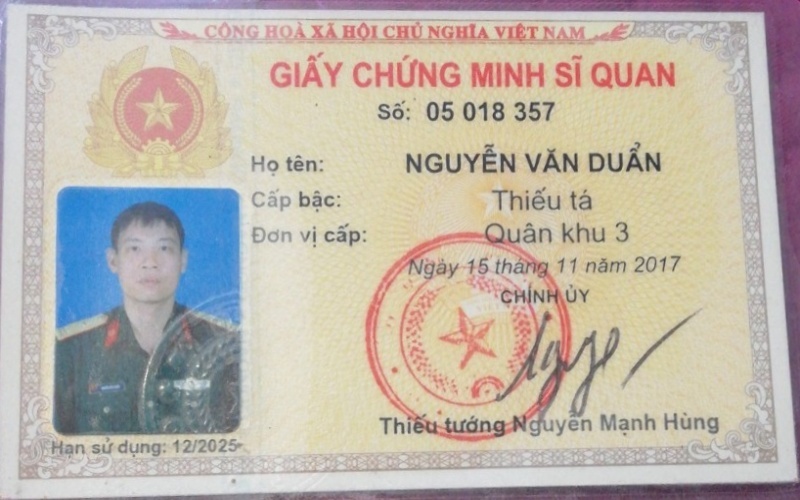 CỘNG HOÀ XÃ HỘI CHỦ NGHĨA VIỆT NAM
GIẤY CHỨNG MINH SĨ QUAN
Số: 05 018 357
Họ tên: NGUYỄN VĂN DUẨN
Cấp bậc: Thiếu tá
Đơn vị cấp: Quân khu 3
Ngày 15 tháng 11 năm 2017
CHÍNH ỦY
Thiếu tướng Nguyễn Mạnh Hùng
Hạn sử dụng: 12/2025